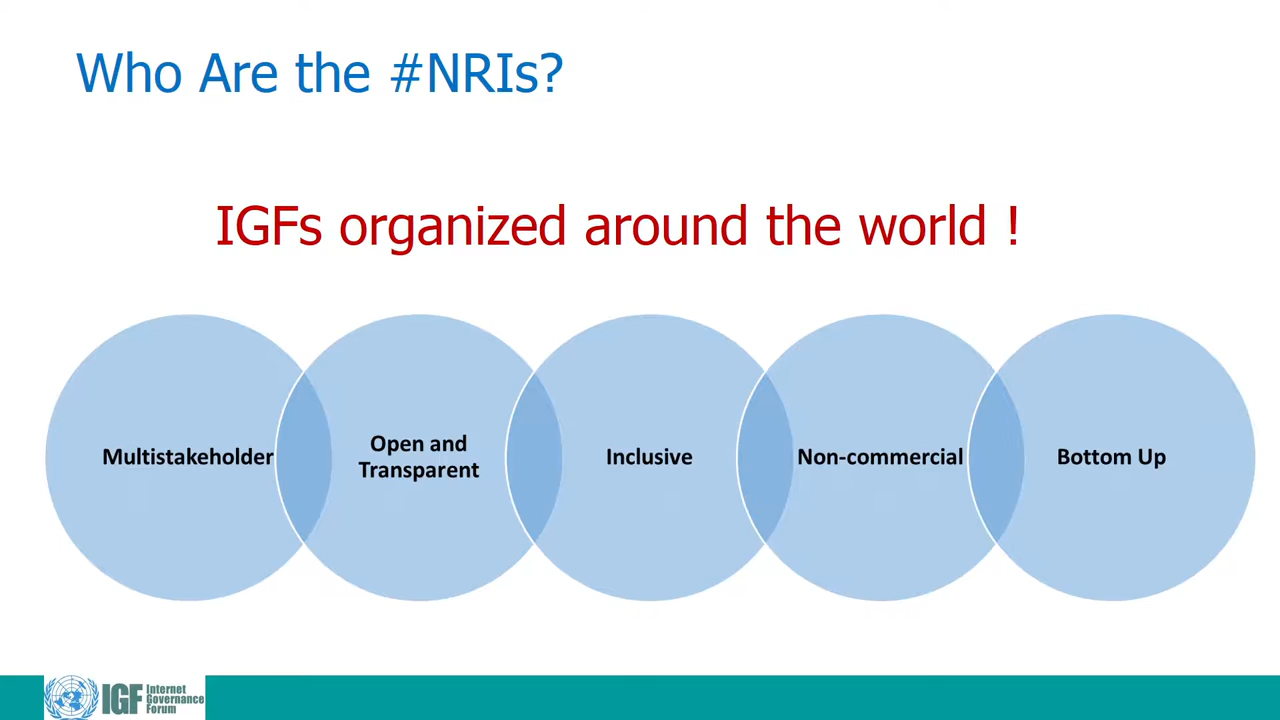 Who Are the #NRIs?
IGFs organized around the world !
Multistakeholder
Open and
Transparent
Inclusive
Non-commercial
Bottom Up
IGF
Internet
Governance
Forum